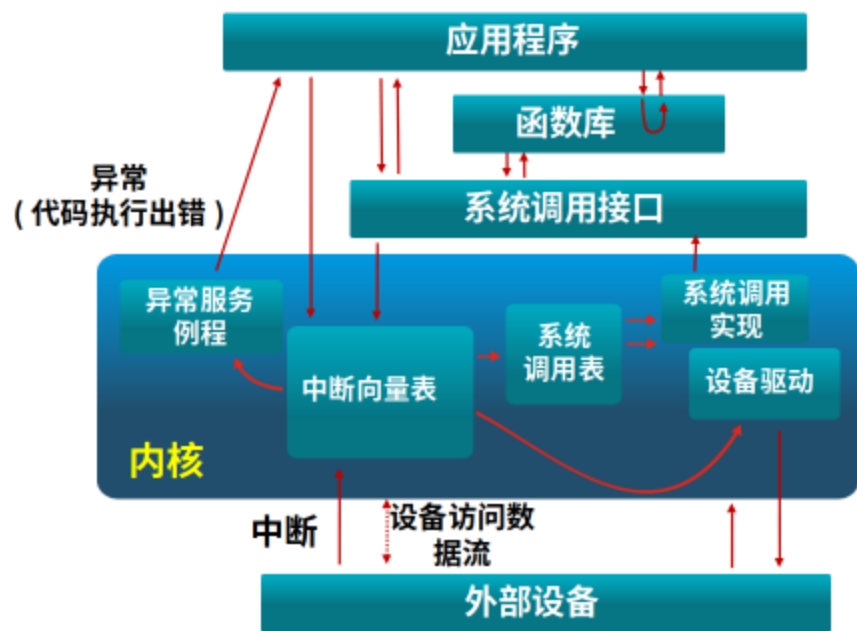 应用程序
函数库
异常
(代码执行出错)
系统调用接口
异常服务
例程
系统调用
实现
系统
调用表
中断向量表
设备驱动
内核
中断
设备访问数
据流
外部设备